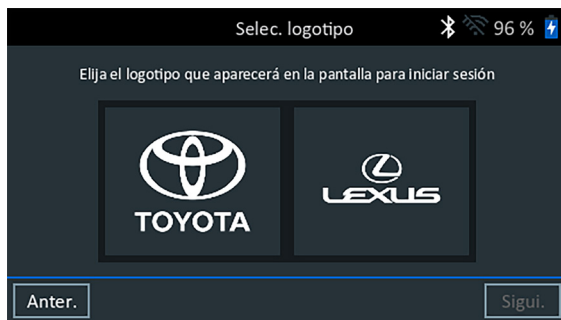 Selec. logotipo
96 %
Elija el logotipo que aparecerá en la pantalla para iniciar sesión
TOYOTA
LEXUS
Anter.
Sigui.